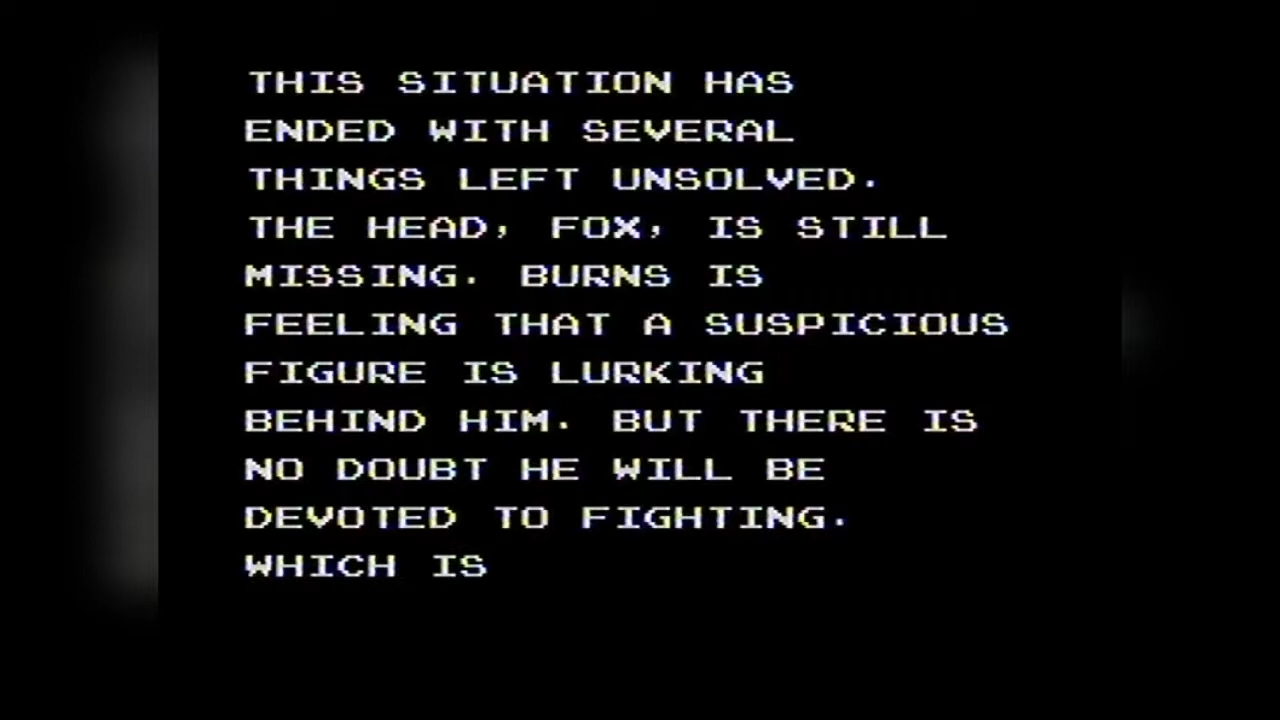 THIS SITUATION HAS
ENDED WITH SEVERAL
THINGS LEFT UNSOLVED.
THE HEAD, FOX, IS STILL
MISSING. BURNS IS
FEELING THAT A SUSPICIOUS
FIGURE IS LURKING
BEHIND HIM. BUT THERE IS
NO DOUBT HE WILL BE
DEVOTED TO FIGHTING.
WHICH IS